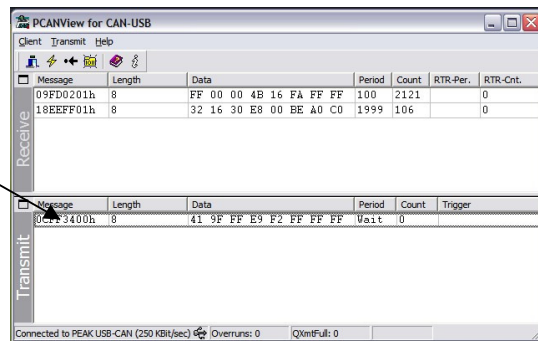 PCANView for CAN-USB
Client Transmit Help
Message Length Data Period Count RTR-Per. RTR-Cnt.
09FD0201h 8 FF 00 00 4B 16 FA FF FF 100 2121 0
18EEFF01h 8 32 16 30 E8 00 BE A0 C0 1999 106 0
Receive
Message Length Data Period Count Trigger
0CFF3400h 8 41 9F FF E9 F2 FF FF FF Wait 0
Transmit
Connected to PEAK USB-CAN (250 KBit/sec) Overruns: 0 QXmtFull: 0